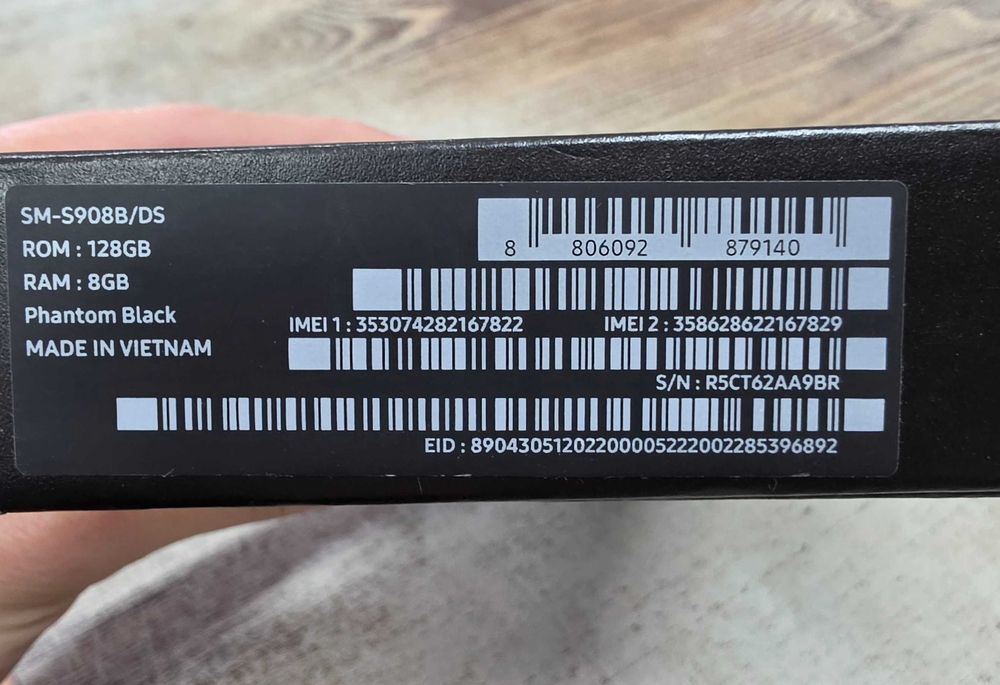 SM-S908B/DS
ROM : 128GB
RAM : 8GB
Phantom Black
MADE IN VIETNAM
8 806092 879140
IMEI 1 : 353074282167822 IMEI 2 : 358628622167829
S/N : R5CT62AA9BR
EID : 89043051202200005222002285396892